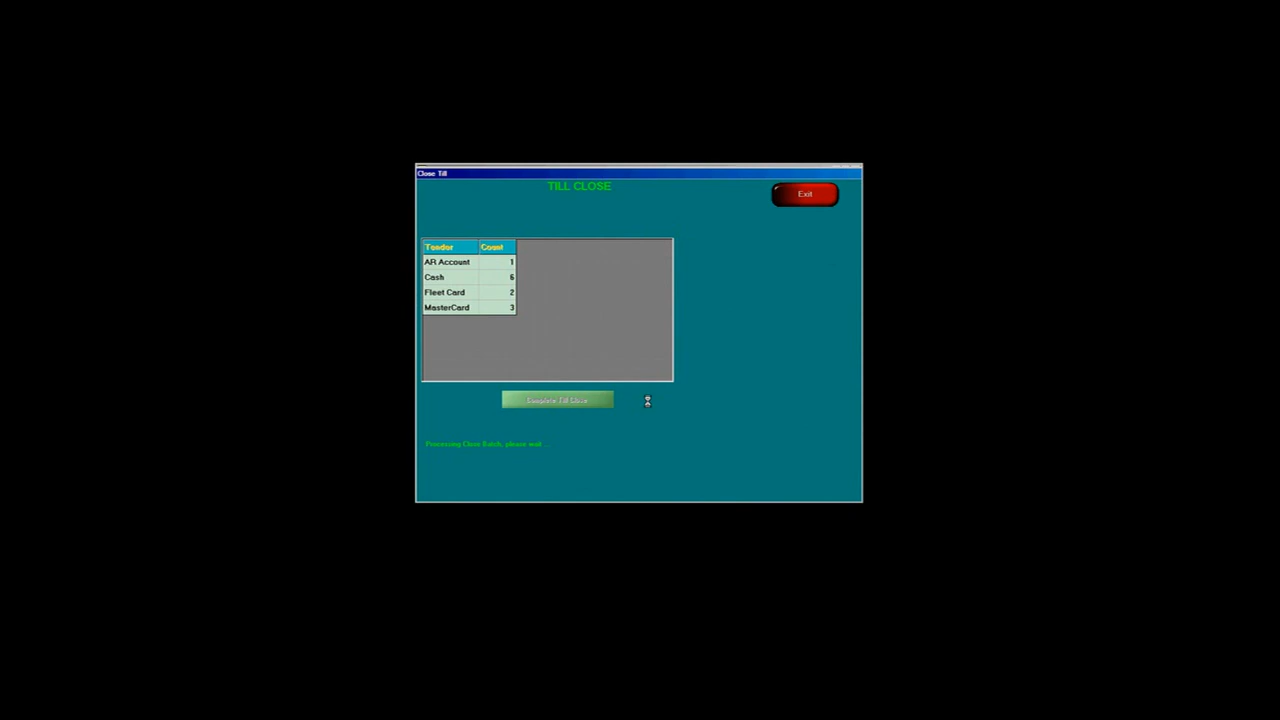 Close Till
TILL CLOSE
Exit
Tender Count
AR Account 1
Cash 6
Fleet Card 2
MasterCard 3
Complete Till Close
Processing Close Batch, please wait ...